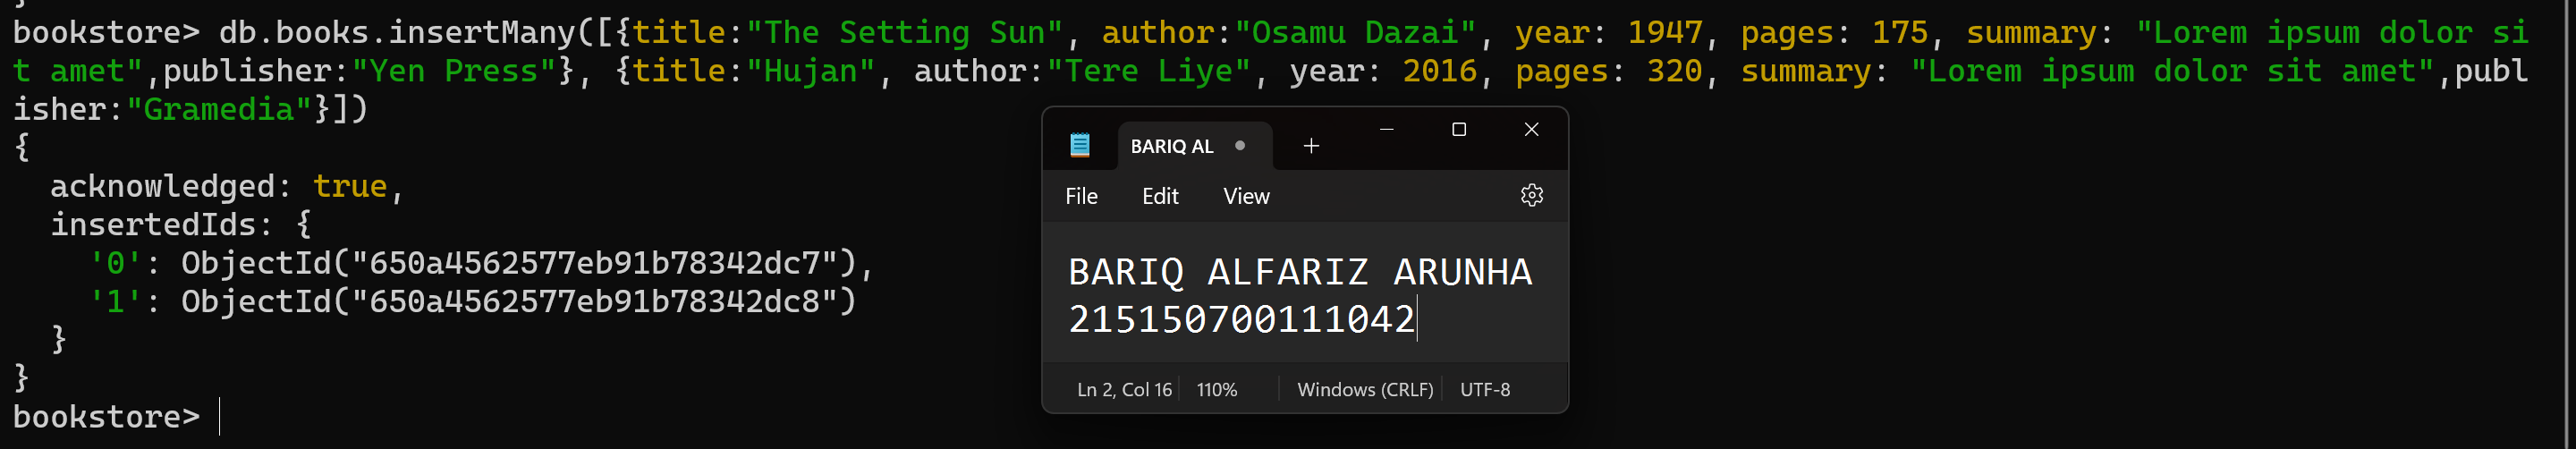 }
bookstore> db.books.insertMany([{title:"The Setting Sun", author:"Osamu Dazai", year: 1947, pages: 175, summary: "Lorem ipsum dolor si
t amet",publisher:"Yen Press"}, {title:"Hujan", author:"Tere Liye", year: 2016, pages: 320, summary: "Lorem ipsum dolor sit amet",publ
isher:"Gramedia"}])
{
  acknowledged: true,
  insertedIds: {
    '0': ObjectId("650a4562577eb91b78342dc7"),
    '1': ObjectId("650a4562577eb91b78342dc8")
  }
}
bookstore>
BARIQ AL
File Edit View
BARIQ ALFARIZ ARUNHA
215150700111042
Ln 2, Col 16 110% Windows (CRLF) UTF-8